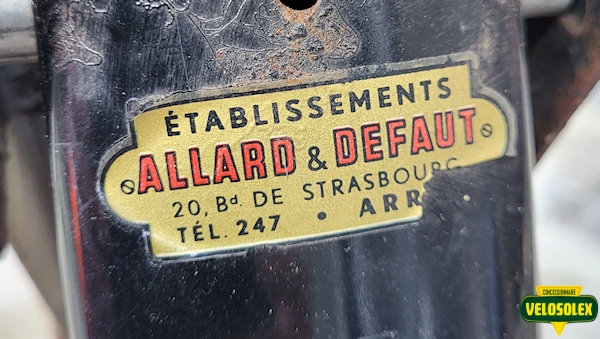 ÉTABLISSEMENTS
ALLARD & DEFAUT
20, Bd. DE STRASBOURG
TÉL. 247 • ARR
CONCESSIONNAIRE
VELOSOLEX